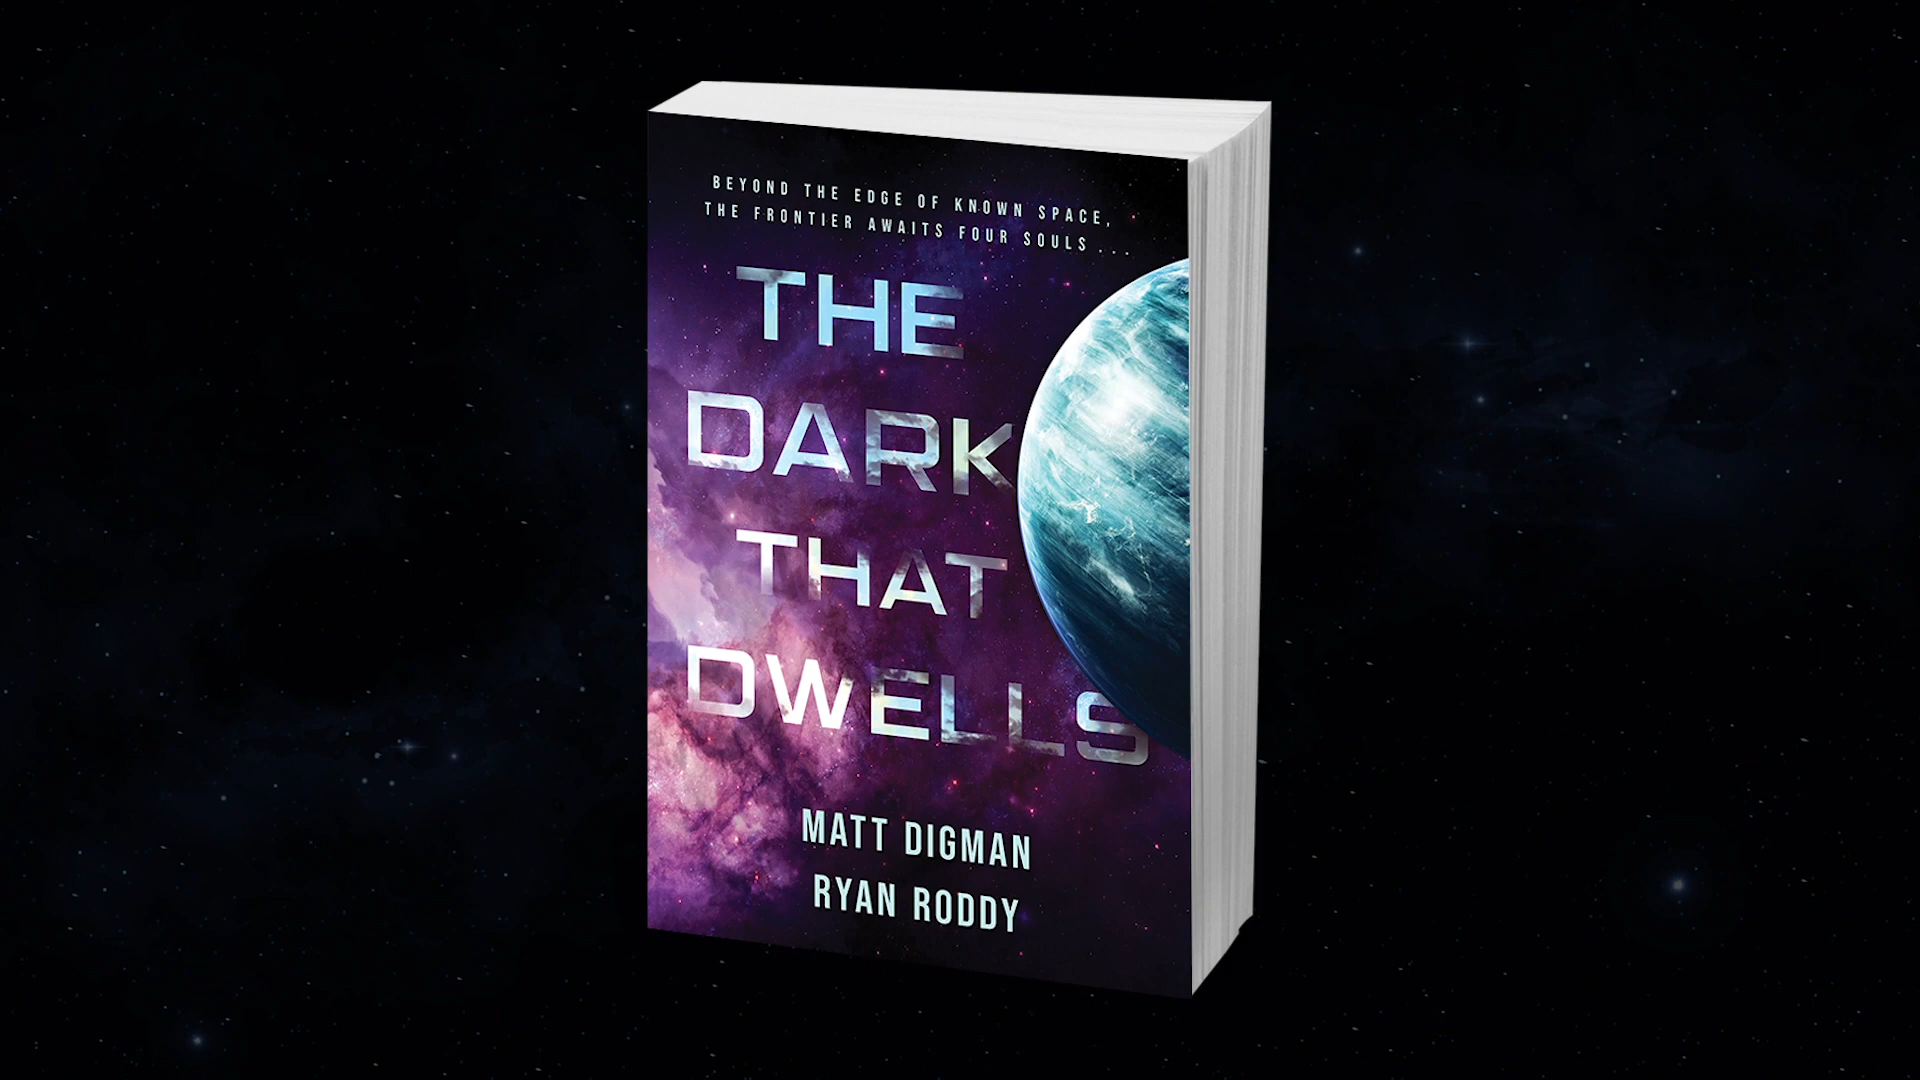 BEYOND THE EDGE OF KNOWN SPACE,
THE FRONTIER AWAITS FOUR SOULS ...
THE
DARK
THAT
DWELLS
MATT DIGMAN
RYAN RODDY